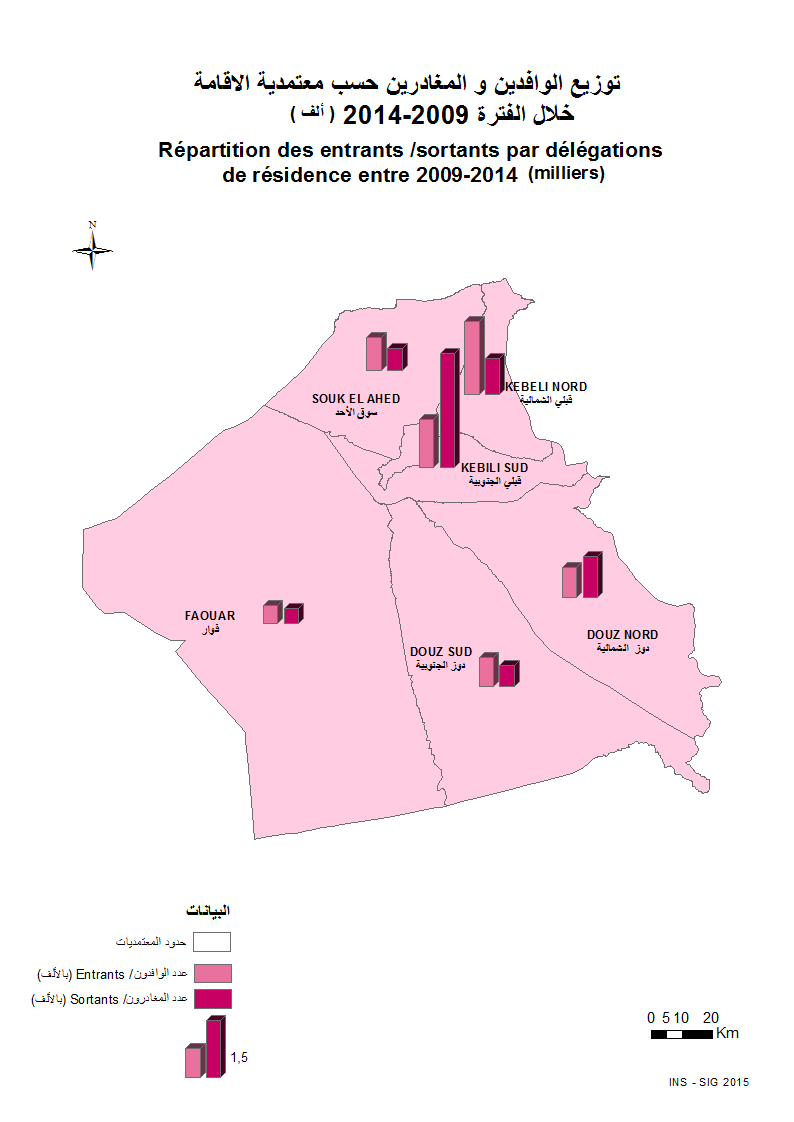 توزيع الوافدين و المغادرين حسب معتمدية الاقامة
خلال الفترة 2009-2014 ( ألف )
Répartition des entrants /sortants par délégations
de résidence entre 2009-2014 (milliers)
N
KEBELI NORD
قبلي الشمالية
SOUK EL AHED
سوق الأحد
KEBILI SUD
قبلي الجنوبية
FAOUAR
فوار
DOUZ NORD
دوز الشمالية
DOUZ SUD
دوز الجنوبية
البيانات
حدود المعتمديات
عدد الوافدون/ Entrants (بالألف)
عدد المغادرون/ Sortants (بالألف)
1,5
0 5 10 20
Km
INS - SIG 2015